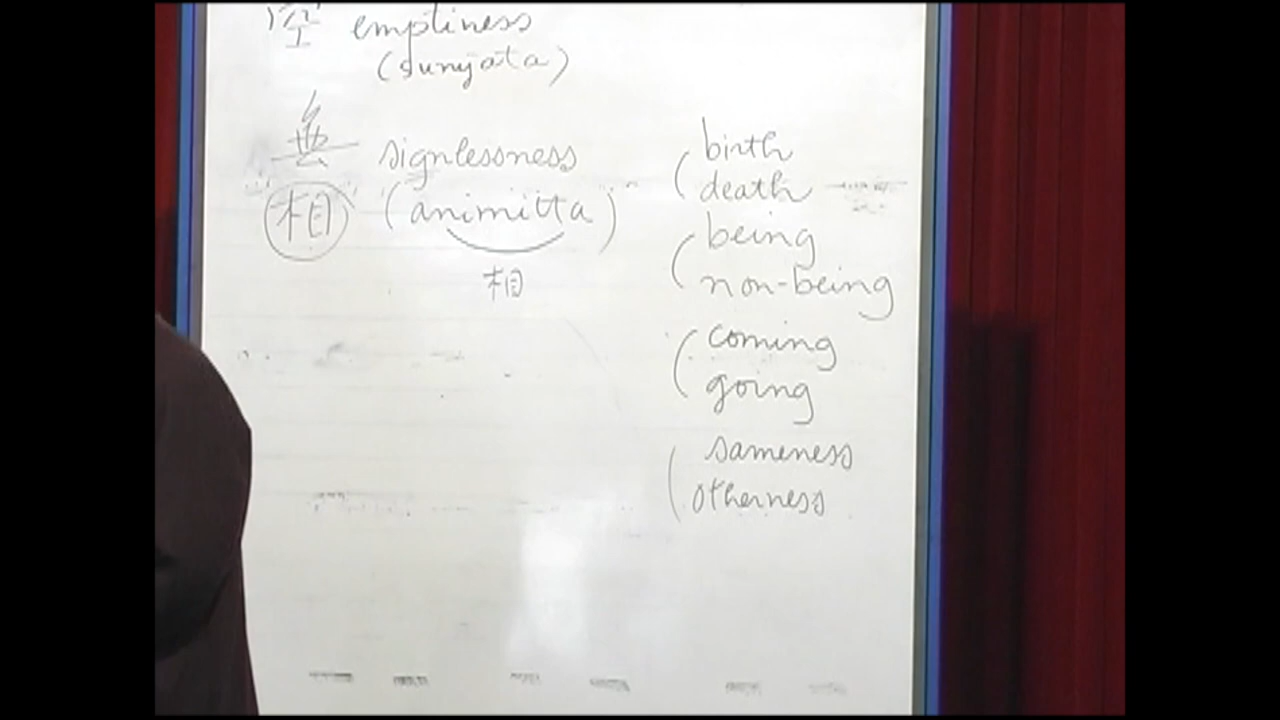 空 emptiness
(sunyata)
無 signlessness
相 (animitta)
相
birth
death
being
non-being
coming
going
sameness
otherness